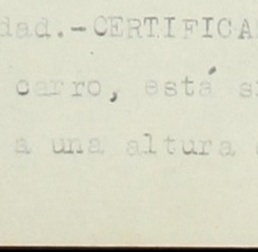 dad.-CERTIFICA
carro, está s
a una altura